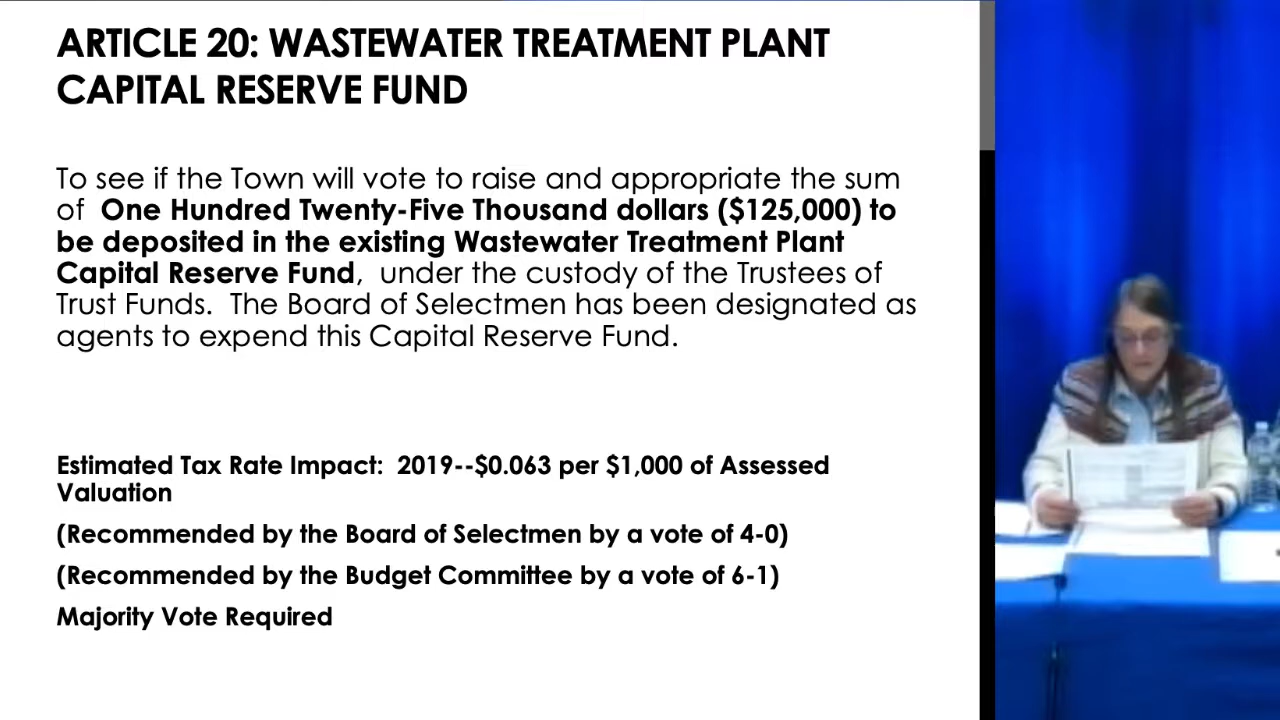 ARTICLE 20: WASTEWATER TREATMENT PLANT
CAPITAL RESERVE FUND
To see if the Town will vote to raise and appropriate the sum
of One Hundred Twenty-Five Thousand dollars ($125,000) to
be deposited in the existing Wastewater Treatment Plant
Capital Reserve Fund, under the custody of the Trustees of
Trust Funds. The Board of Selectmen has been designated as
agents to expend this Capital Reserve Fund.
Estimated Tax Rate Impact: 2019--$0.063 per $1,000 of Assessed
Valuation
(Recommended by the Board of Selectmen by a vote of 4-0)
(Recommended by the Budget Committee by a vote of 6-1)
Majority Vote Required